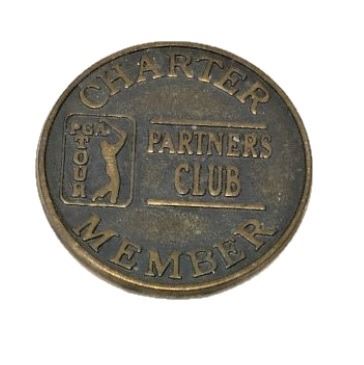 CHARTER
PGA
TOUR
PARTNERS
CLUB
MEMBER